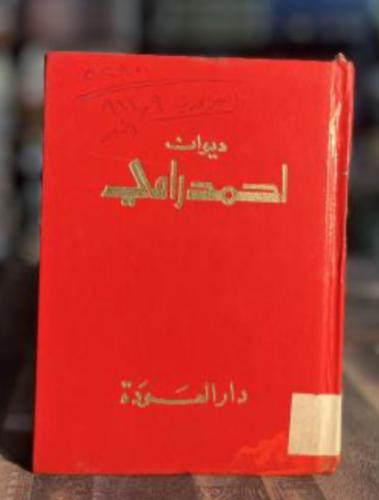 ديوان
احمد رامي
دار العودة